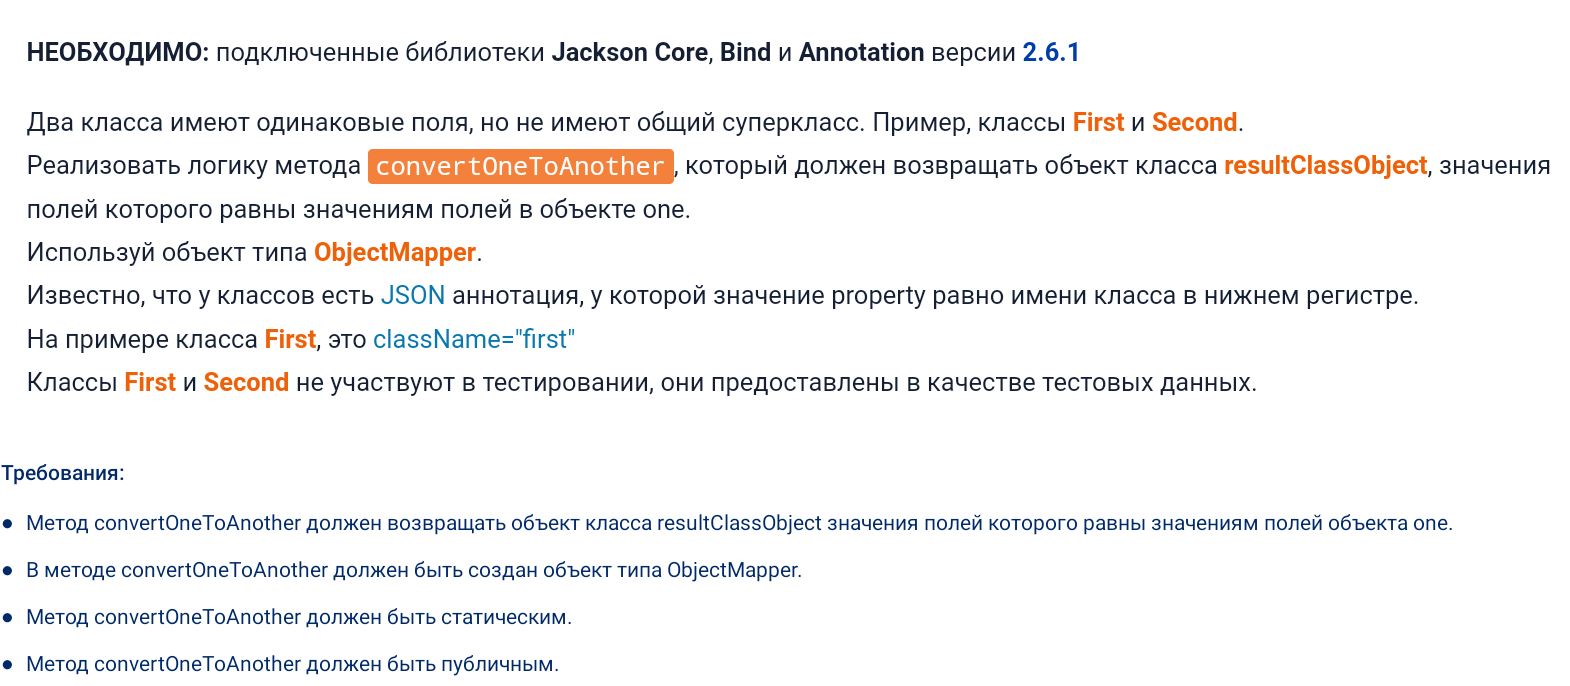 НЕОБХОДИМО: подключенные библиотеки Jackson Core, Bind и Annotation версии 2.6.1
Два класса имеют одинаковые поля, но не имеют общий суперкласс. Пример, классы First и Second.
Реализовать логику метода convertOneToAnother, который должен возвращать объект класса resultClassObject, значения
полей которого равны значениям полей в объекте one.
Используй объект типа ObjectMapper.
Известно, что у классов есть JSON аннотация, у которой значение property равно имени класса в нижнем регистре.
На примере класса First, это className="first"
Классы First и Second не участвуют в тестировании, они предоставлены в качестве тестовых данных.
Требования:
● Метод convertOneToAnother должен возвращать объект класса resultClassObject значения полей которого равны значениям полей объекта one.
● В методе convertOneToAnother должен быть создан объект типа ObjectMapper.
● Метод convertOneToAnother должен быть статическим.
● Метод convertOneToAnother должен быть публичным.